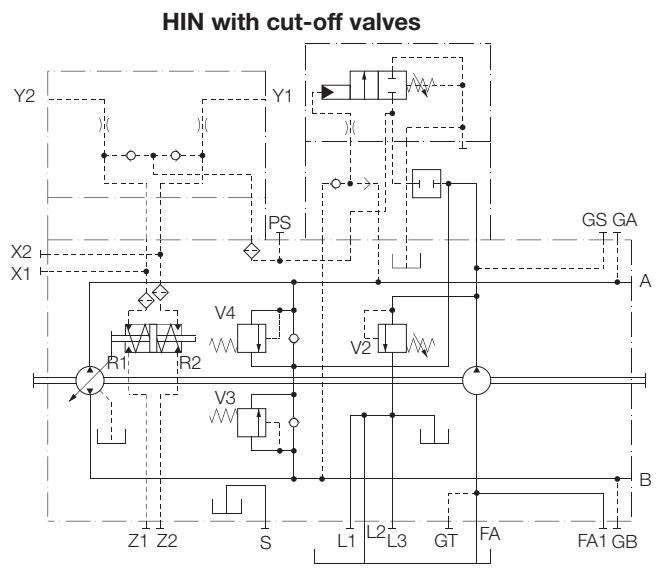 HIN with cut-off valves
Y2 Y1
PS GS GA
X2
X1
A
V4
V2
R1 R2
V3
B
Z1 Z2 S L1 L2 L3 GT FA FA1 GB